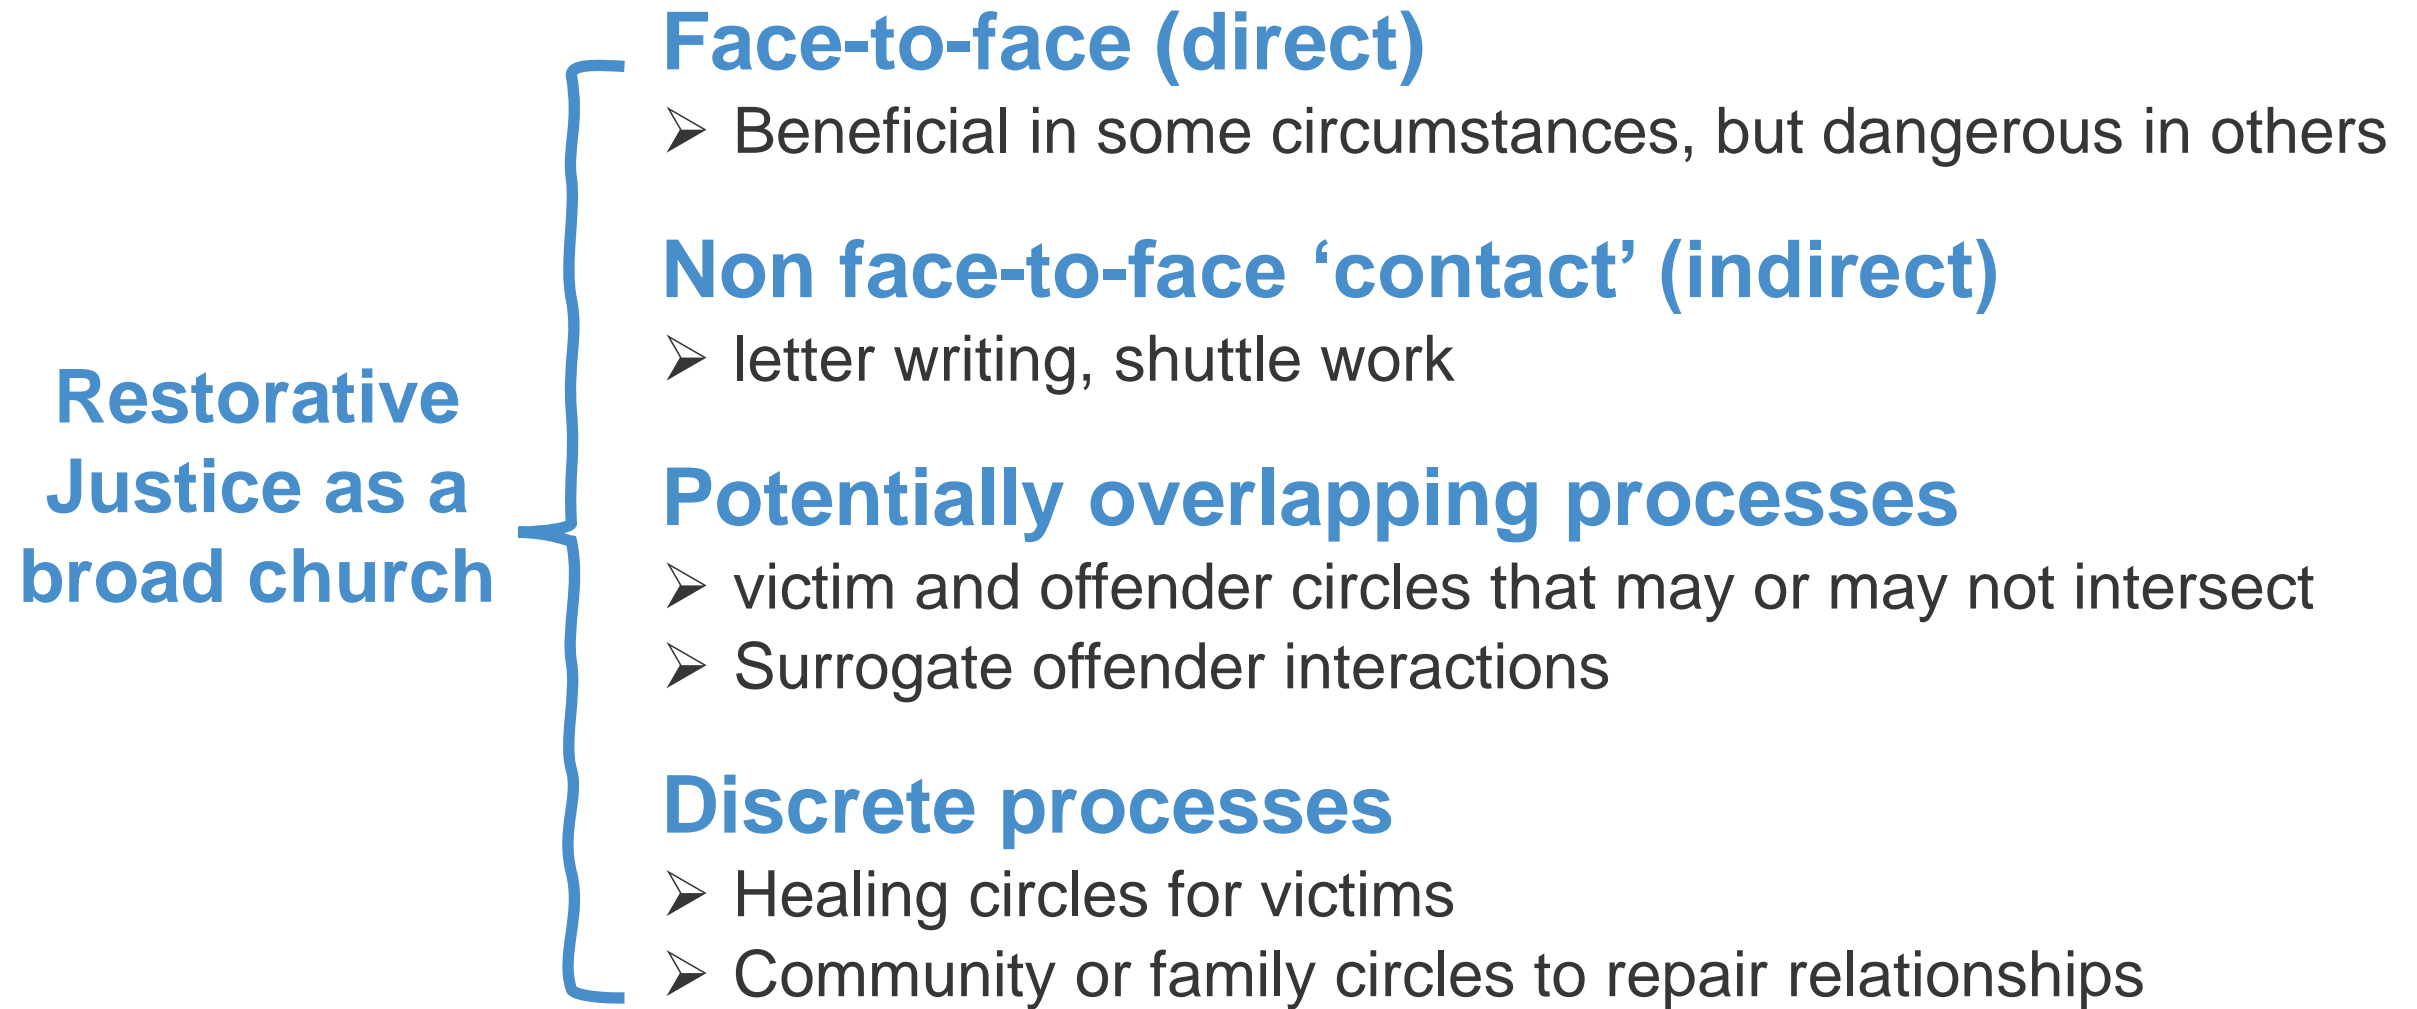 Restorative
Justice as a
broad church
Face-to-face (direct)
➢ Beneficial in some circumstances, but dangerous in others
Non face-to-face ‘contact’ (indirect)
➢ letter writing, shuttle work
Potentially overlapping processes
➢ victim and offender circles that may or may not intersect
➢ Surrogate offender interactions
Discrete processes
➢ Healing circles for victims
➢ Community or family circles to repair relationships